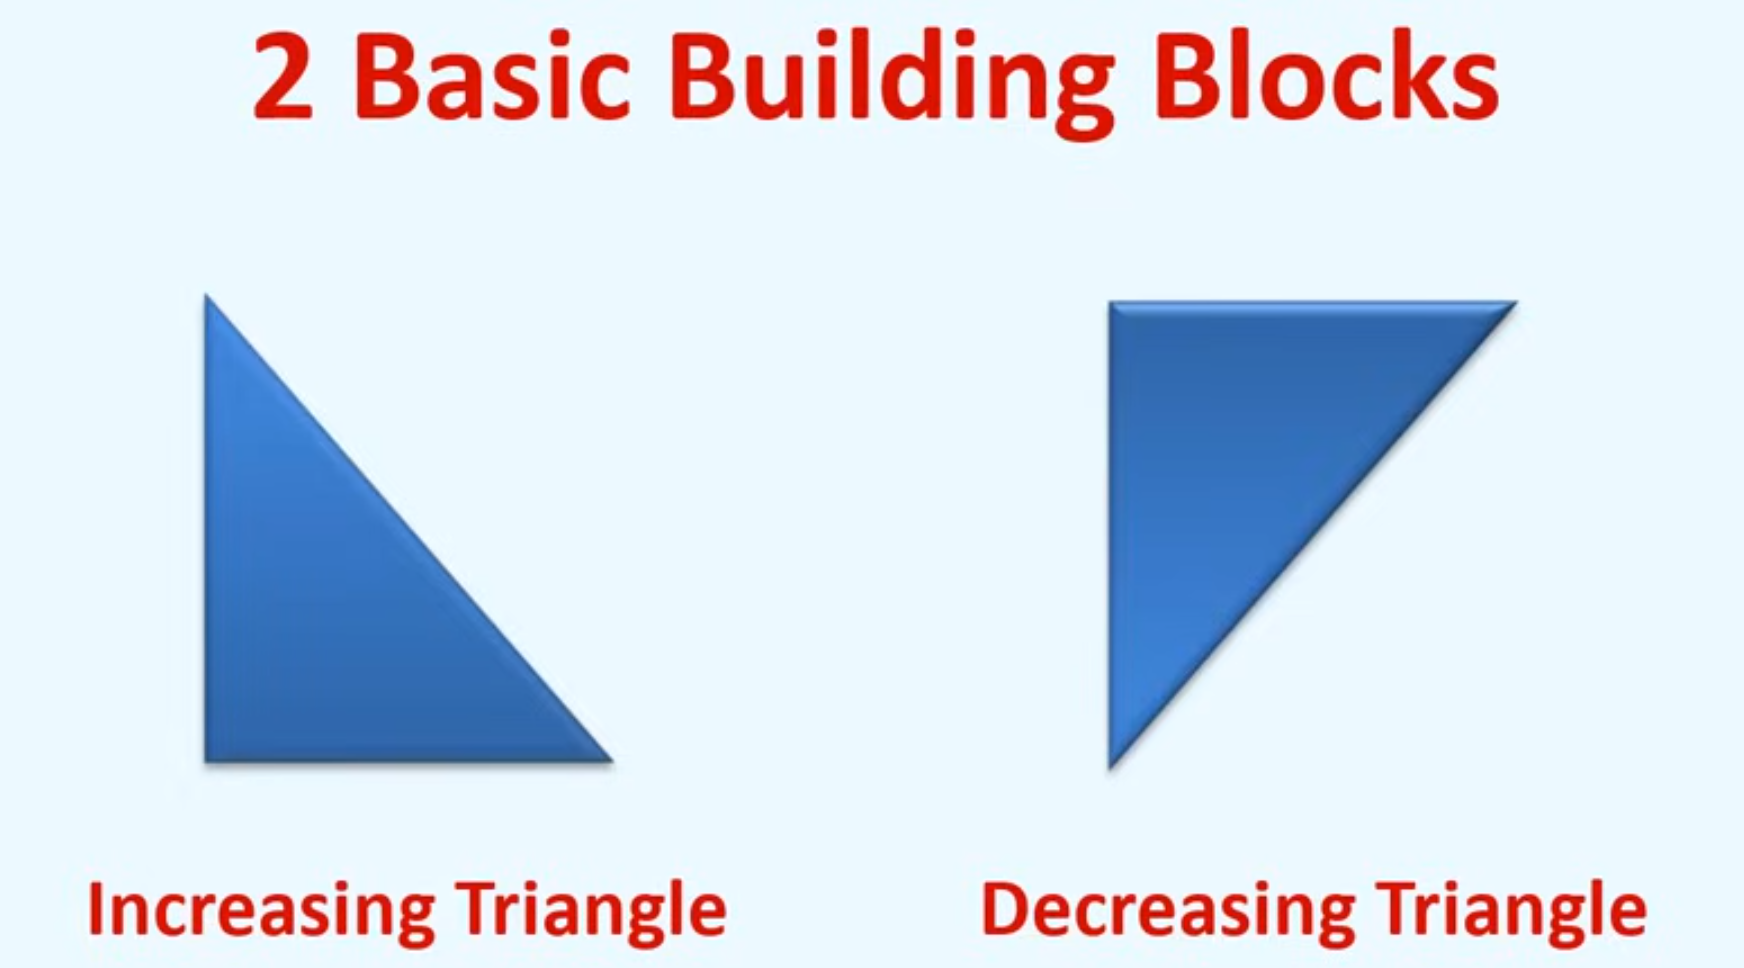 2 Basic Building Blocks
Increasing Triangle
Decreasing Triangle